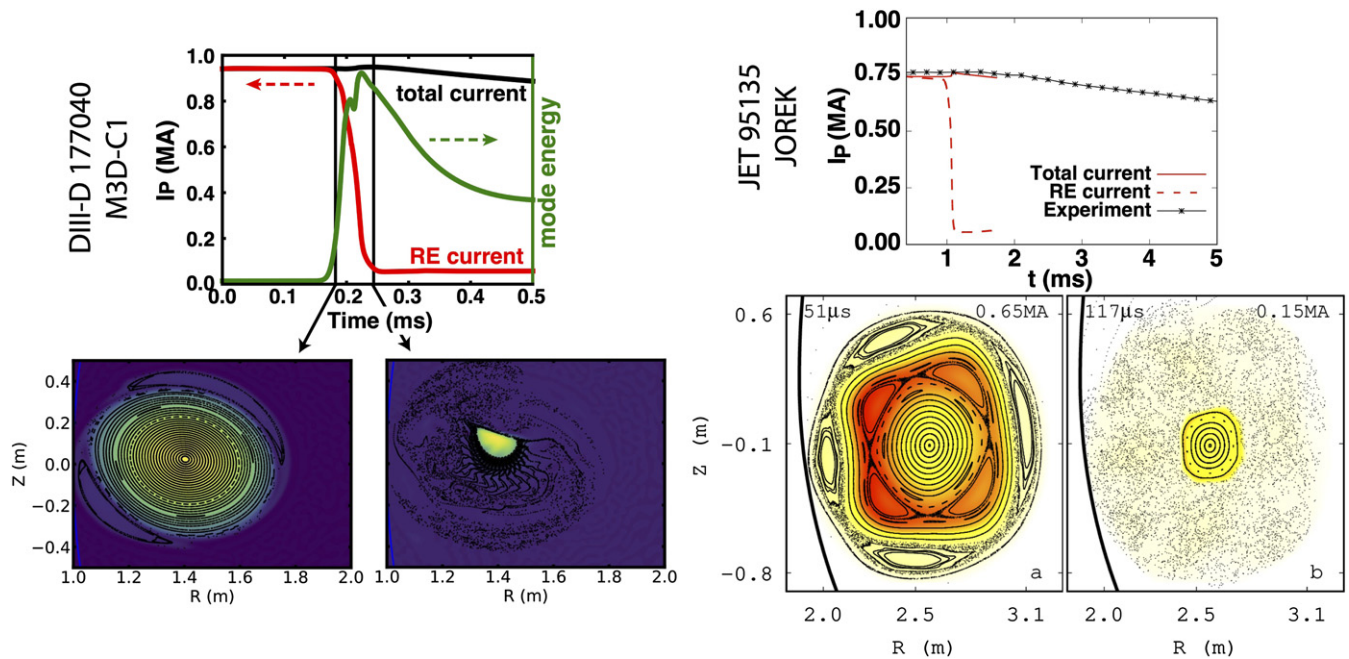 DIII-D 177040
M3D-C1
IP (MA)
1.0
0.8
0.6
0.4
0.2
0.0
total current
RE current
mode energy
0.0 0.1 0.2 0.3 0.4 0.5
Time (ms)
Z (m)
0.4
0.2
0.0
−0.2
−0.4
1.0 1.2 1.4 1.6 1.8 2.0
R (m)
1.0 1.2 1.4 1.6 1.8 2.0
R (m)
JET 95135
JOREK
IP (MA)
1.00
0.75
0.50
0.25
0.00
Total current
RE current
Experiment
1 2 3 4 5
t (ms)
Z (m)
0.6
-0.1
-0.8
51µs 0.65MA
a
117µs 0.15MA
b
2.0 2.5 3.1
R (m)
2.0 2.5 3.1
R (m)